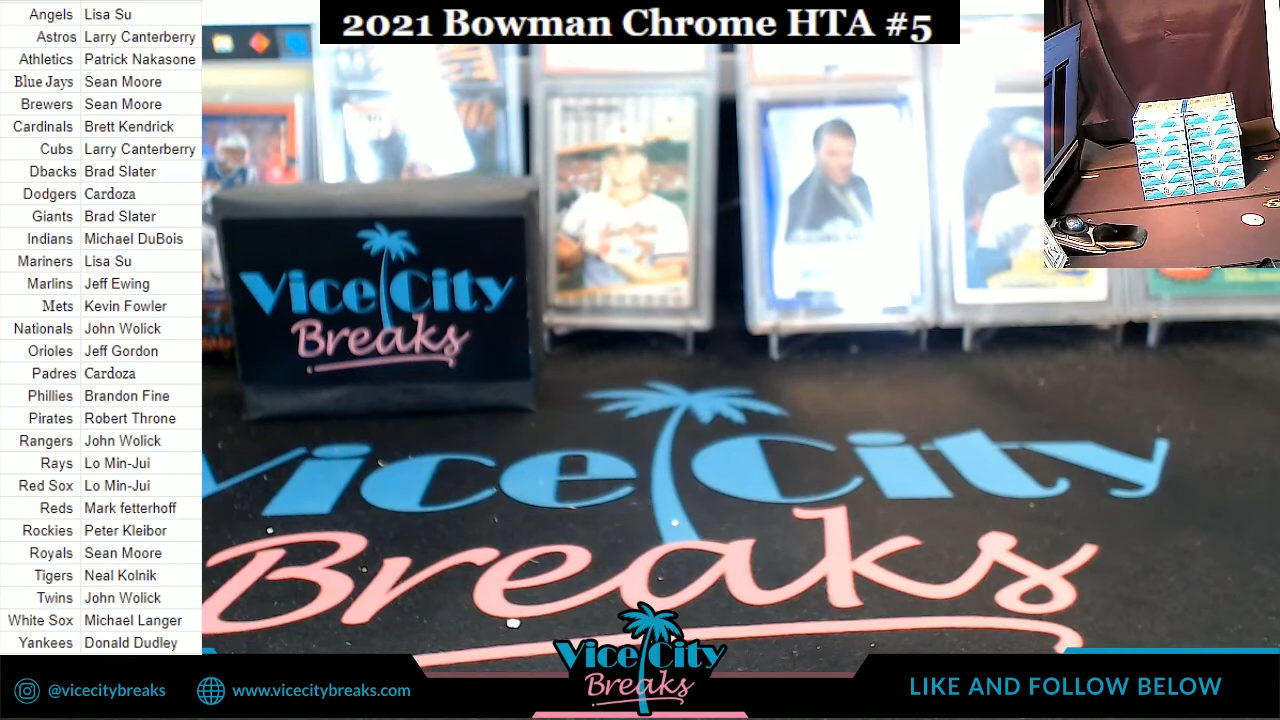 2021 Bowman Chrome HTA #5
Angels Lisa Su
Astros Larry Canterberry
Athletics Patrick Nakasone
Blue Jays Sean Moore
Brewers Sean Moore
Cardinals Brett Kendrick
Cubs Larry Canterberry
Dbacks Brad Slater
Dodgers Cardoza
Giants Brad Slater
Indians Michael DuBois
Mariners Lisa Su
Marlins Jeff Ewing
Mets Kevin Fowler
Nationals John Wolick
Orioles Jeff Gordon
Padres Cardoza
Phillies Brandon Fine
Pirates Robert Throne
Rangers John Wolick
Rays Lo Min-Jui
Red Sox Lo Min-Jui
Reds Mark fetterhoff
Rockies Peter Kleibor
Royals Sean Moore
Tigers Neal Kolnik
Twins John Wolick
White Sox Michael Langer
Yankees Donald Dudley
Vice City
Breaks
Vice City
Breaks
Vice City
Breaks
@vicecitybreaks
www.vicecitybreaks.com
LIKE AND FOLLOW BELOW